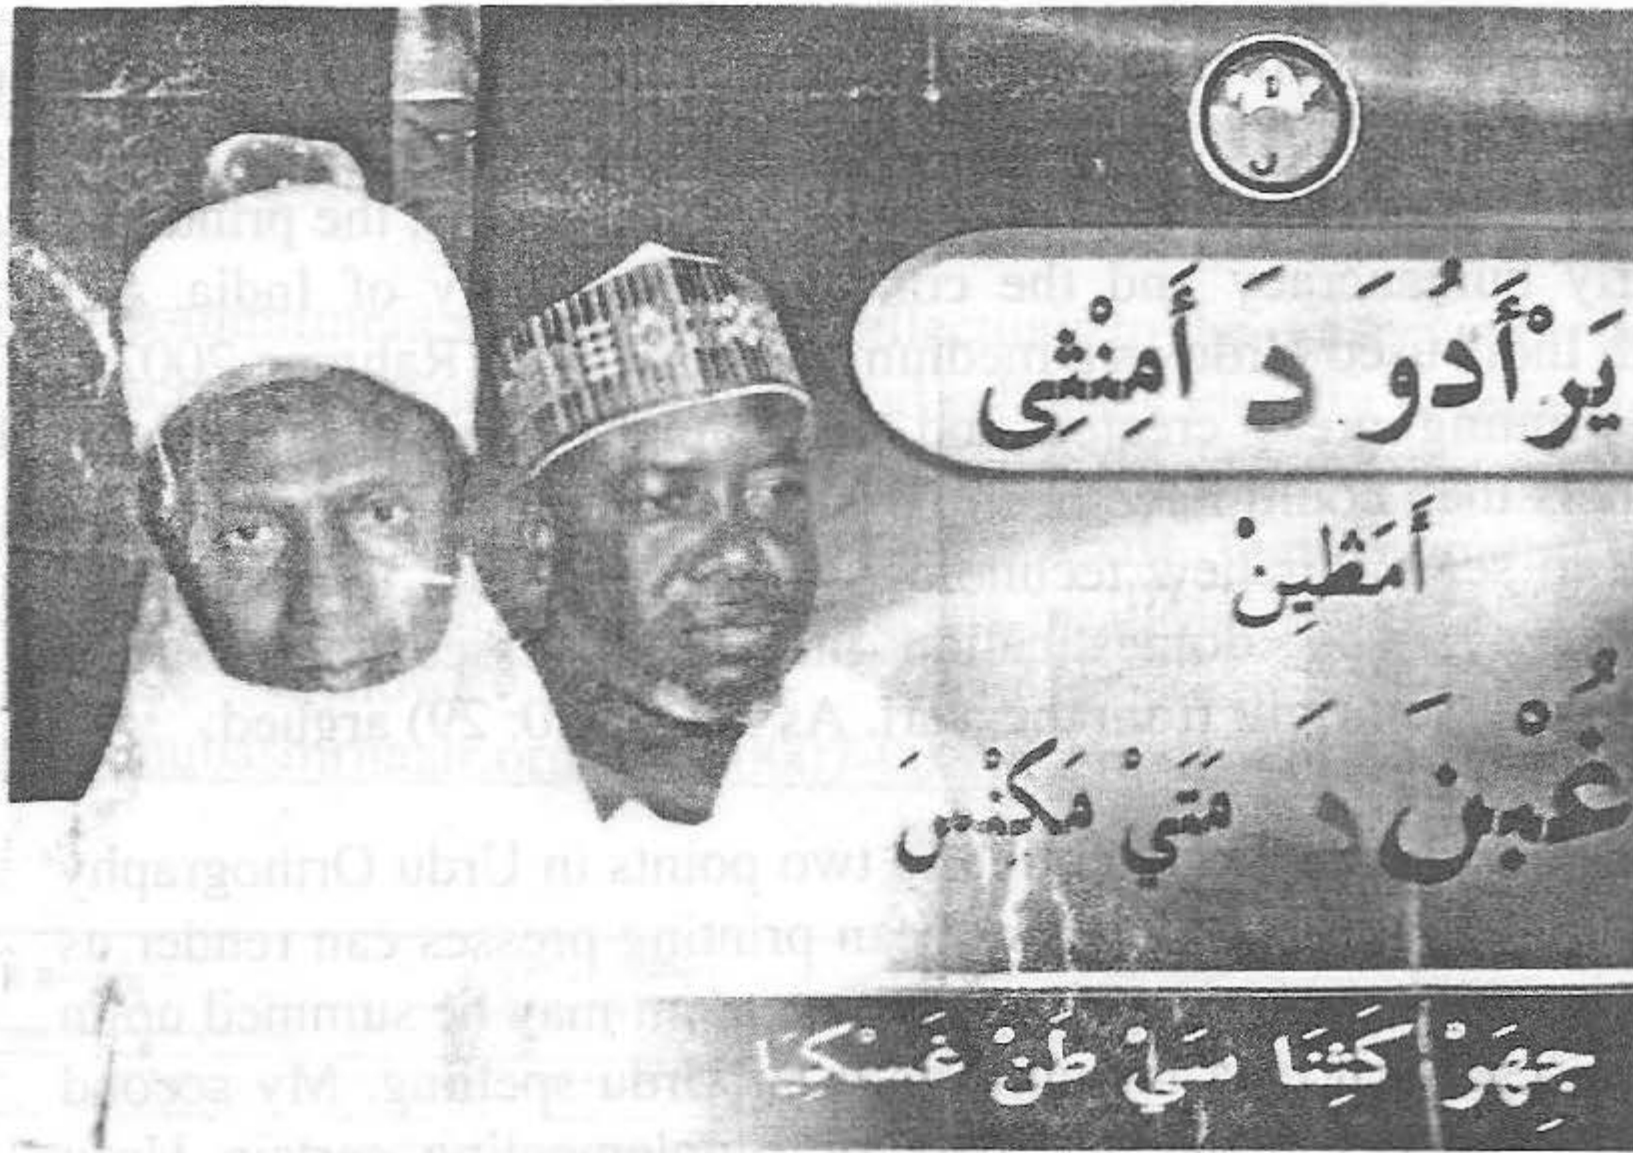 يَرْأَدُوَ دَ أَمِنْثِى
أَمَڟِينْ
غُبْنَ دَ مَتَيْ مَكِنْسَ
جِهَرْ كَثِنَا سَيْ طَنْ غَسْكِيَا